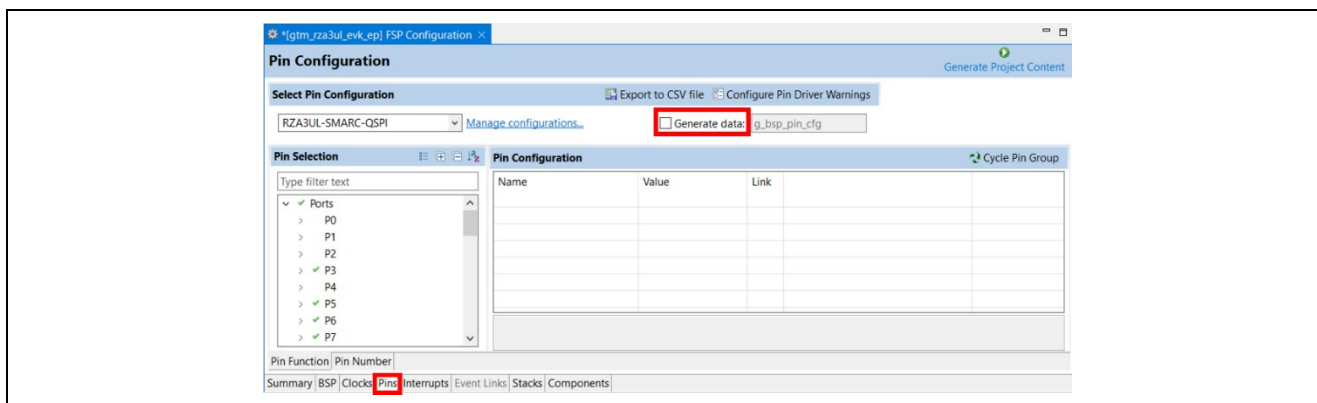 *[gtm_rza3ul_evk_ep] FSP Configuration
Pin Configuration
Generate Project Content
Select Pin Configuration
Export to CSV file Configure Pin Driver Warnings
RZA3UL-SMARC-QSPI Manage configurations... Generate data: g_bsp_pin_cfg
Pin Selection
Pin Configuration Cycle Pin Group
Type filter text
Name Value Link
Ports
P0
P1
P2
P3
P4
P5
P6
P7
Pin Function Pin Number
Summary BSP Clocks Pins Interrupts Event Links Stacks Components